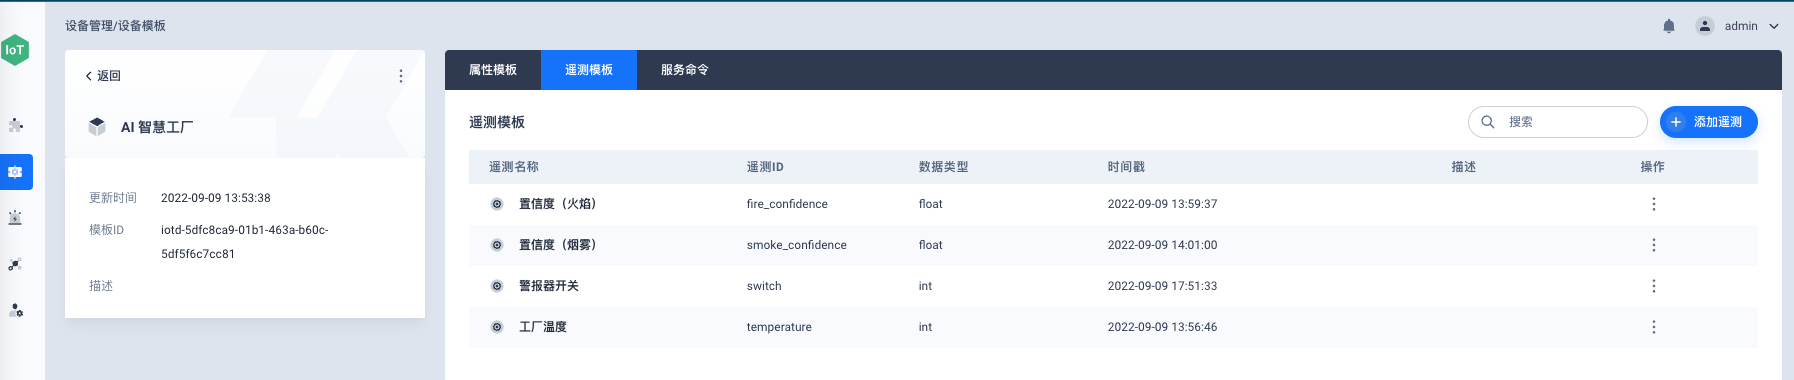 设备管理/设备模板
admin
IoT
返回
AI 智慧工厂
更新时间 2022-09-09 13:53:38
模板ID iotd-5dfc8ca9-01b1-463a-b60c-
5df5f6c7cc81
描述
属性模板 遥测模板 服务命令
遥测模板
搜索
添加遥测
遥测名称 遥测ID 数据类型 时间戳 描述 操作
置信度（火焰） fire_confidence float 2022-09-09 13:59:37
置信度（烟雾） smoke_confidence float 2022-09-09 14:01:00
警报器开关 switch int 2022-09-09 17:51:33
工厂温度 temperature int 2022-09-09 13:56:46